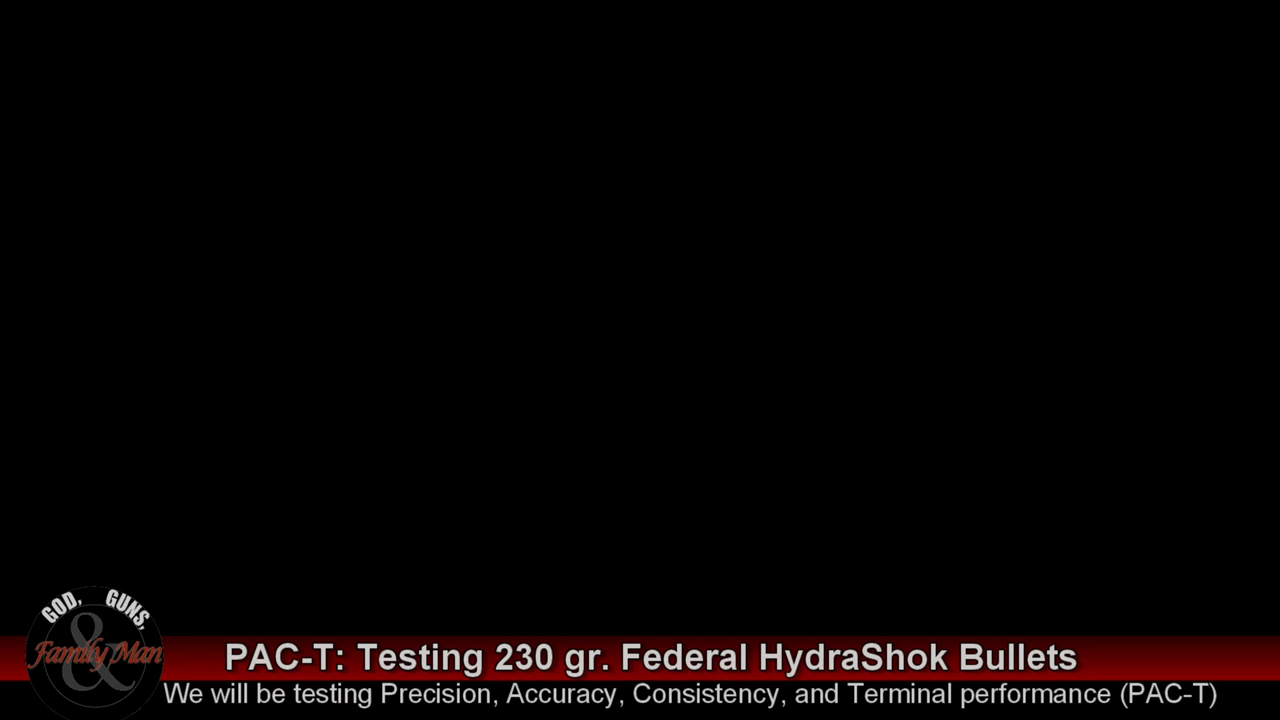 GOD, GUNS,
& Family Man
PAC-T: Testing 230 gr. Federal HydraShok Bullets
We will be testing Precision, Accuracy, Consistency, and Terminal performance (PAC-T)